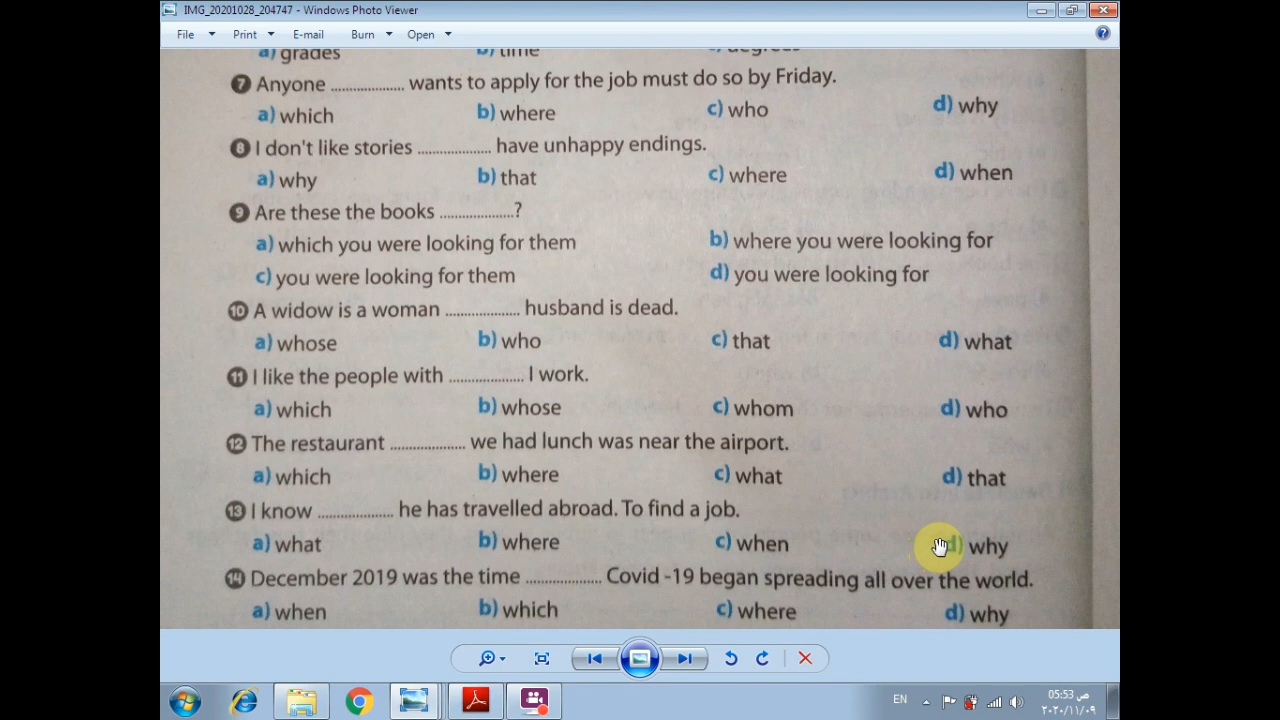 IMG_20201028_204747 - Windows Photo Viewer
File Print E-mail Burn Open
a) grades b) time c) degrees
7 Anyone .................. wants to apply for the job must do so by Friday.
a) which b) where c) who d) why
8 I don't like stories .................. have unhappy endings.
a) why b) that c) where d) when
9 Are these the books ..................?
a) which you were looking for them b) where you were looking for
c) you were looking for them d) you were looking for
10 A widow is a woman .................. husband is dead.
a) whose b) who c) that d) what
11 I like the people with .................. I work.
a) which b) whose c) whom d) who
12 The restaurant .................. we had lunch was near the airport.
a) which b) where c) what d) that
13 I know .................. he has travelled abroad. To find a job.
a) what b) where c) when d) why
14 December 2019 was the time .................. Covid -19 began spreading all over the world.
a) when b) which c) where d) why
EN
05:53 ص
٢٠٢٠/١١/٠٩